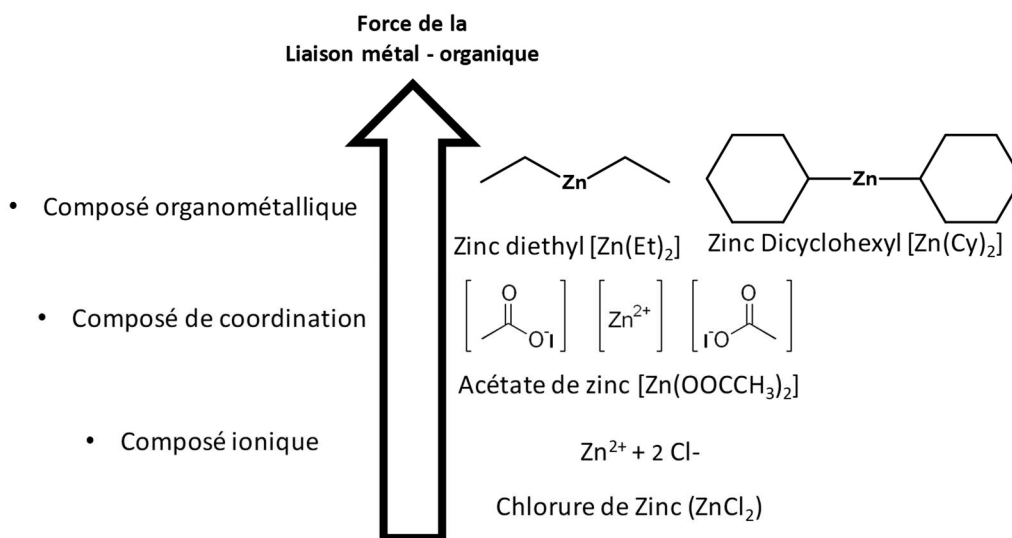 Force de la
Liaison métal - organique
• Composé organométallique
Zn
Zn
Zinc diethyl [Zn(Et)₂]
Zinc Dicyclohexyl [Zn(Cy)₂]
• Composé de coordination
[O O⁻I] [Zn²⁺] [I⁻O O]
Acétate de zinc [Zn(OOCCH₃)₂]
• Composé ionique
Zn²⁺ + 2 Cl-
Chlorure de Zinc (ZnCl₂)